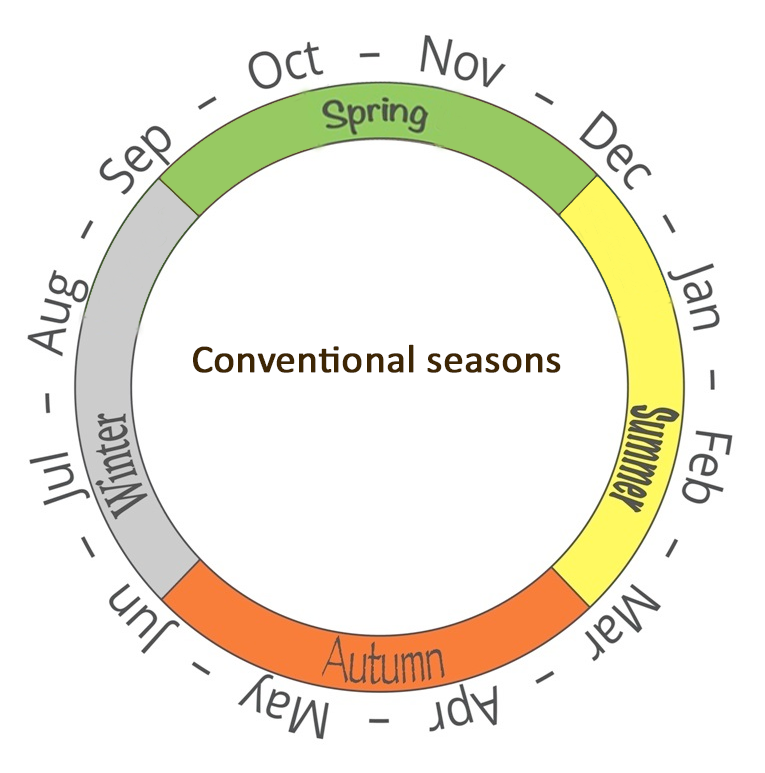 Oct – Nov – Dec – Jan – Feb – Mar – Apr – May – Jun – Jul – Aug – Sep –
Spring
Summer
Autumn
Winter
Conventional seasons